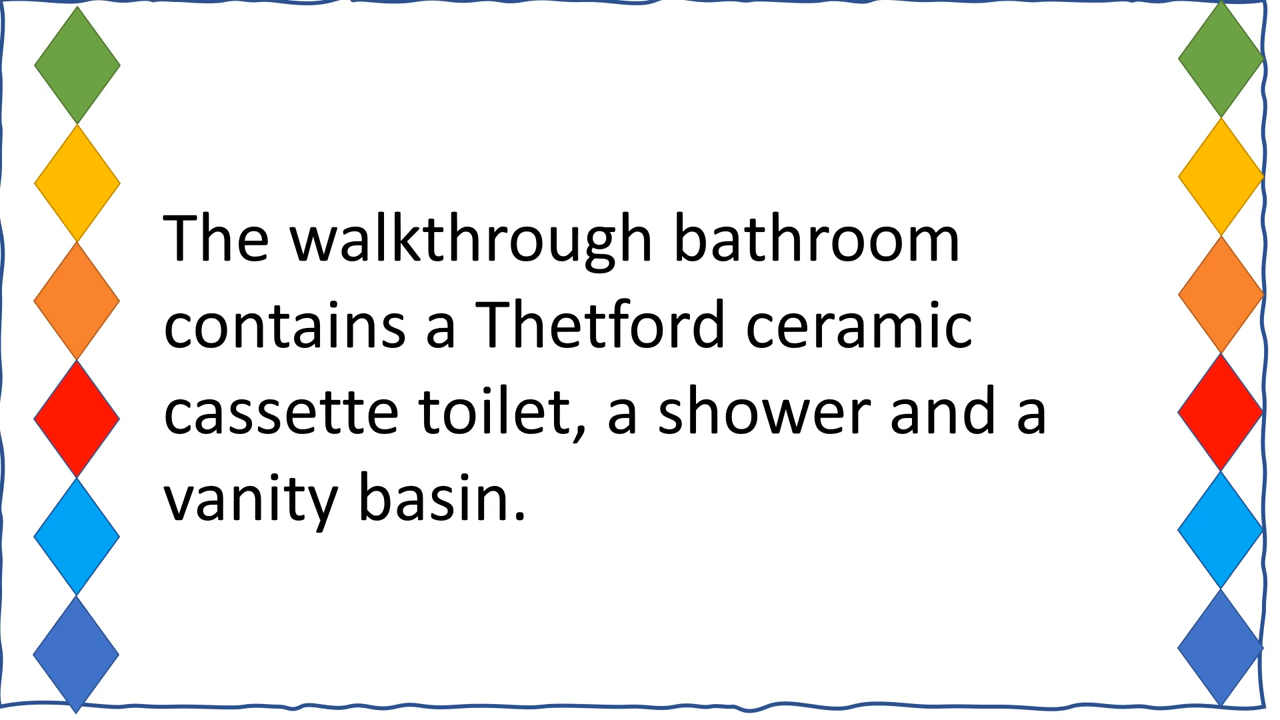 The walkthrough bathroom
contains a Thetford ceramic
cassette toilet, a shower and a
vanity basin.